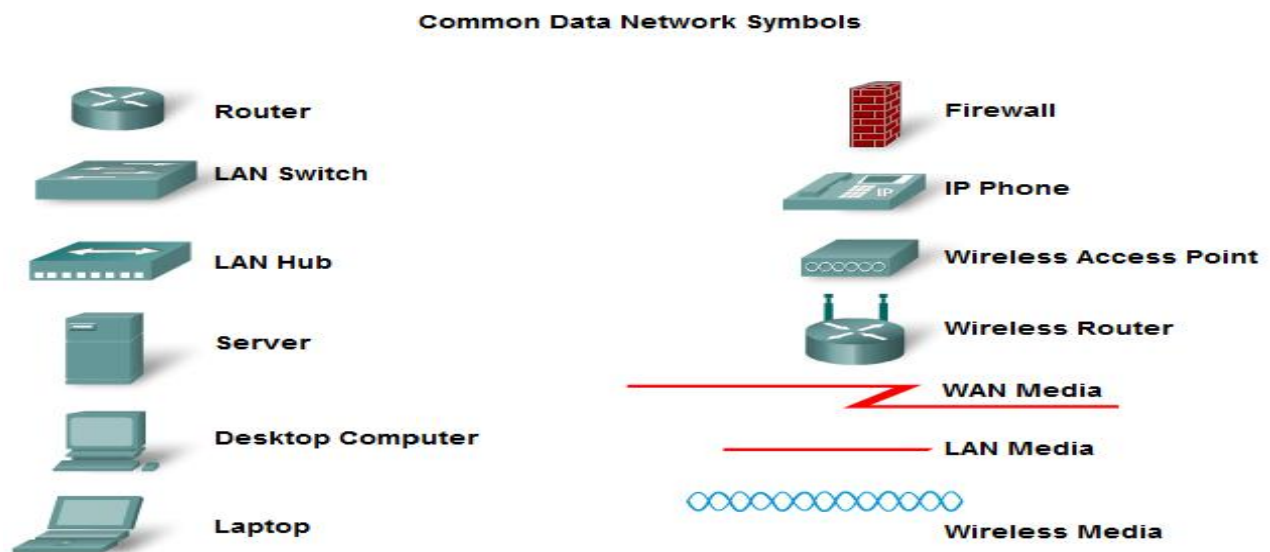 Common Data Network Symbols
Router
LAN Switch
LAN Hub
Server
Desktop Computer
Laptop
Firewall
IP Phone
IP
Wireless Access Point
Wireless Router
WAN Media
LAN Media
Wireless Media